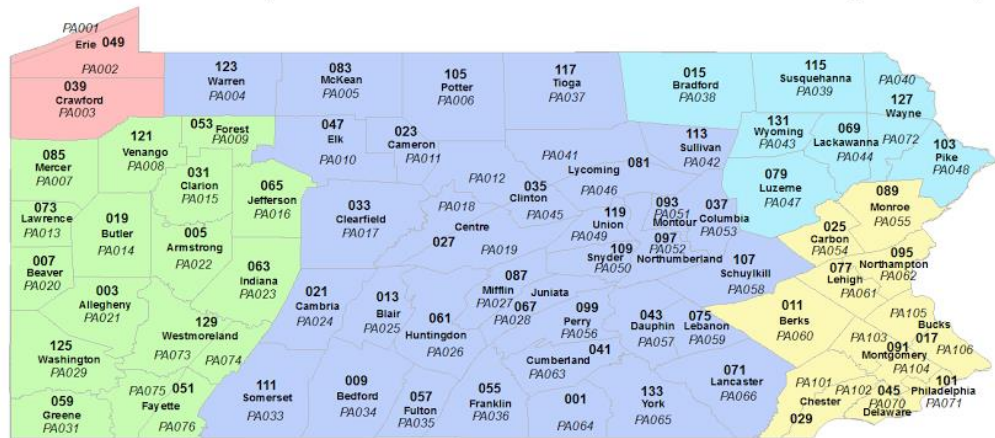 PA001
Erie 049
PA002
039
Crawford
PA003
123
Warren
PA004
083
McKean
PA005
105
Potter
PA006
117
Tioga
PA037
015
Bradford
PA038
115
Susquehanna
PA039
PA040
127
Wayne
PA072
103
Pike
PA048
131
Wyoming
PA043
069
Lackawanna
PA044
079
Luzerne
PA047
113
Sullivan
PA042
085
Mercer
PA007
121
Venango
PA008
053 Forest
PA009
047
Elk
PA010
023
Cameron
PA011
PA041
Lycoming 081
PA046
031
Clarion
PA015
065
Jefferson
PA016
PA012
035
Clinton
PA045
033
Clearfield
PA017
PA018
Centre
027
PA019
119
Union
PA049
093
PA051
Montour
037
Columbia
PA053
097
PA052
Northumberland
109
Snyder
PA050
107
Schuylkill
PA058
089
Monroe
PA055
025
Carbon
PA054
095
Northampton
PA062
077
Lehigh
PA061
073
Lawrence
PA013
019
Butler
PA014
005
Armstrong
PA022
063
Indiana
PA023
007
Beaver
PA020
003
Allegheny
PA021
129
Westmoreland
PA073
PA074
021
Cambria
PA024
013
Blair
PA025
061
Huntingdon
PA026
087
Mifflin
PA027
Juniata
067
PA028
099
Perry
PA056
043
Dauphin
PA057
075
Lebanon
PA059
011
Berks
PA060
PA105
Bucks
017
PA106
PA103
091
Montgomery
PA104
125
Washington
PA029
059
Greene
PA031
PA075
051
Fayette
PA076
111
Somerset
PA033
009
Bedford
PA034
057
Fulton
PA035
055
Franklin
PA036
041
Cumberland
PA063
001
PA064
133
York
PA065
071
Lancaster
PA066
PA101
Chester
029
PA102
045
PA070
Delaware
101
Philadelphia
PA071